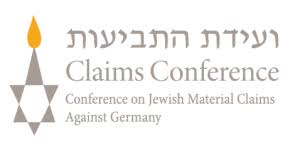 ועידת התביעות
Claims Conference
Conference on Jewish Material Claims
Against Germany